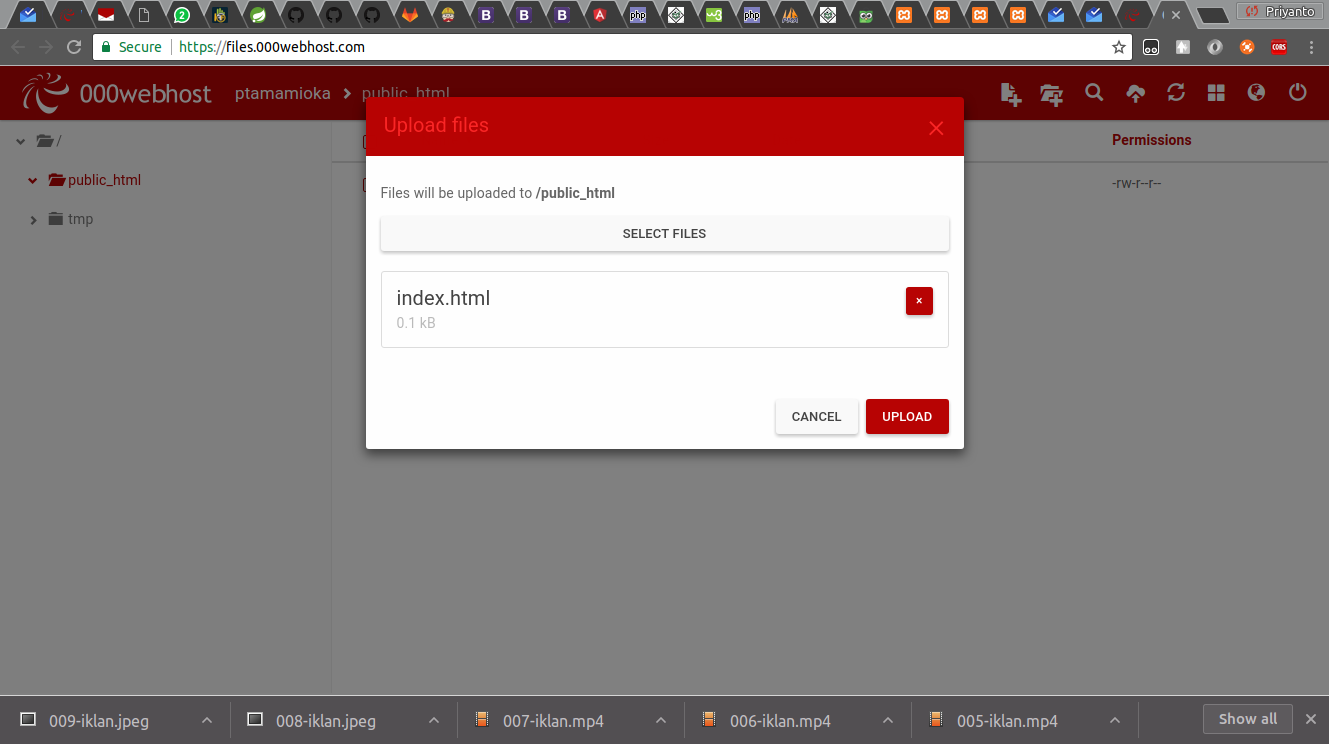 Priyanto
Secure https://files.000webhost.com
000webhost ptamamioka public_html
Upload files
/
Permissions
public_html
-rw-r--r--
Files will be uploaded to /public_html
tmp
SELECT FILES
index.html
0.1 kB
×
CANCEL UPLOAD
009-iklan.jpeg 008-iklan.jpeg 007-iklan.mp4 006-iklan.mp4 005-iklan.mp4 Show all